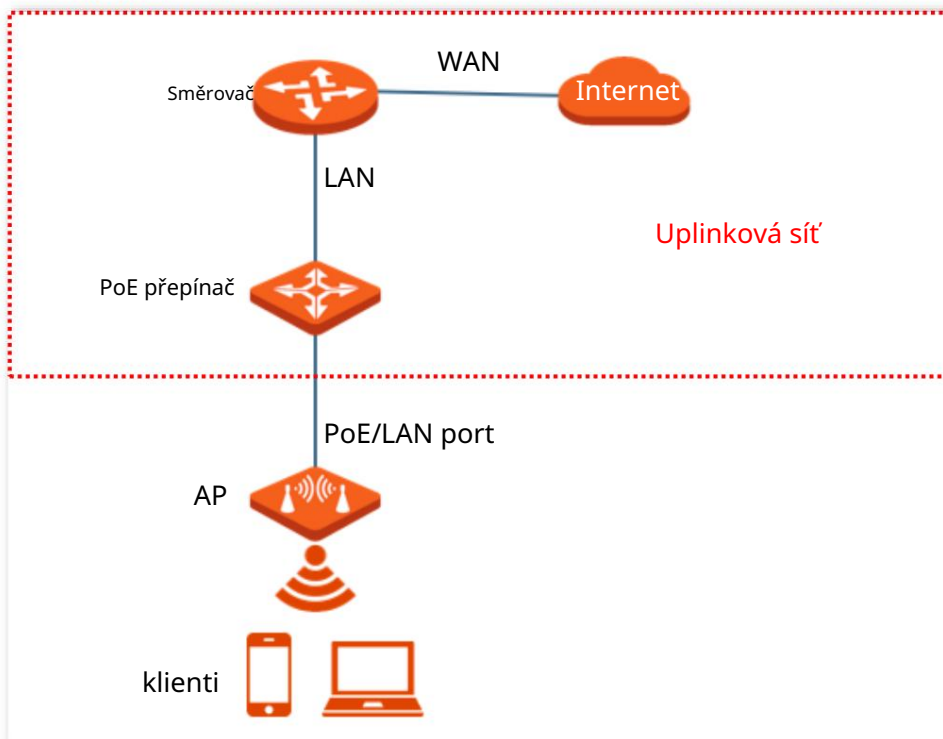 WAN
Směrovač
Internet
LAN
Uplinková síť
PoE přepínač
PoE/LAN port
AP
klienti